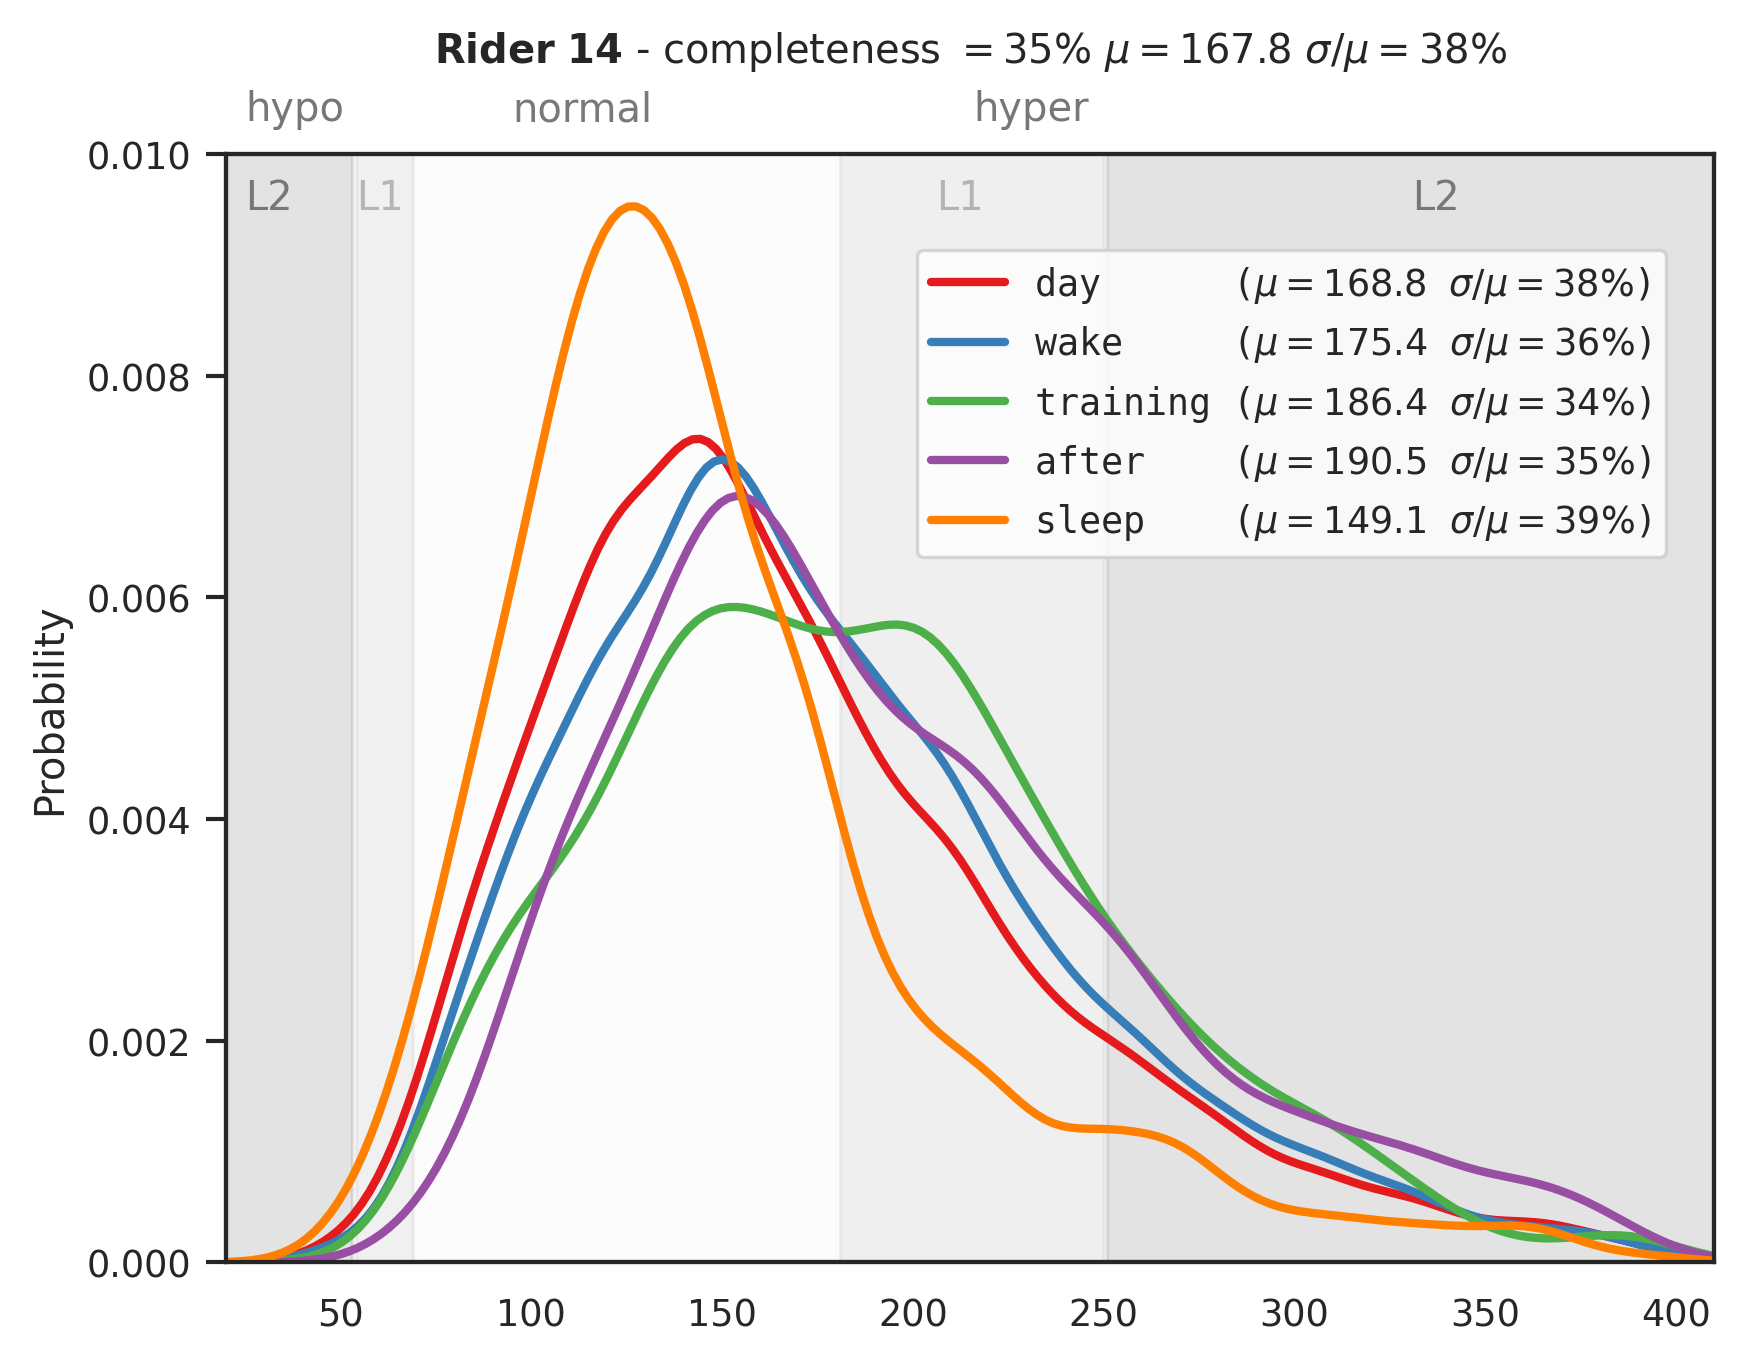 Rider 14 - completeness = 35% μ = 167.8 σ/μ = 38%
hypo normal hyper
L2 L1 L1 L2
0.010
0.008
0.006
0.004
0.002
0.000
Probability
day (μ = 168.8 σ/μ = 38%)
wake (μ = 175.4 σ/μ = 36%)
training (μ = 186.4 σ/μ = 34%)
after (μ = 190.5 σ/μ = 35%)
sleep (μ = 149.1 σ/μ = 39%)
50 100 150 200 250 300 350 400